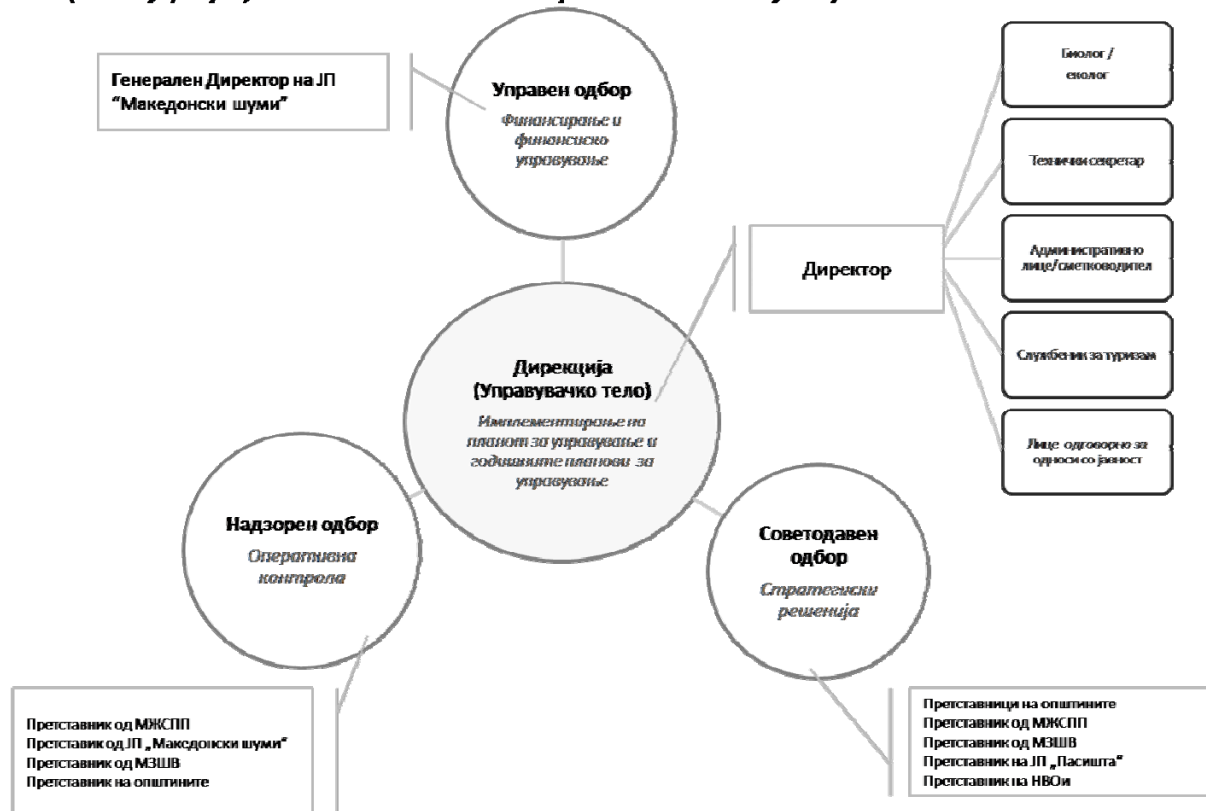 Генерален Директор на ЈП
“Македонски шуми”
Управен одбор
Финансирање и
финансиско
управување
Биолог /
еколог
Технички секретар
Административно
лице/сметководител
Службеник за туризам
Лице одговорно за
односи со јавност
Директор
Дирекција
(Управувачко тело)
Имплементирање на
планот за управување и
годишните планови за
управување
Надзорен одбор
Оперативна
контрола
Советодавен
одбор
Стратегиски
решенија
Претставник од МЖСПП
Претставик од ЈП „Македонски шуми“
Претставник од МЗШВ
Претставник на општините
Претставници на општините
Претставник од МЖСПП
Претставник од МЗШВ
Претставник на ЈП „Пасишта“
Претставник на НВОи